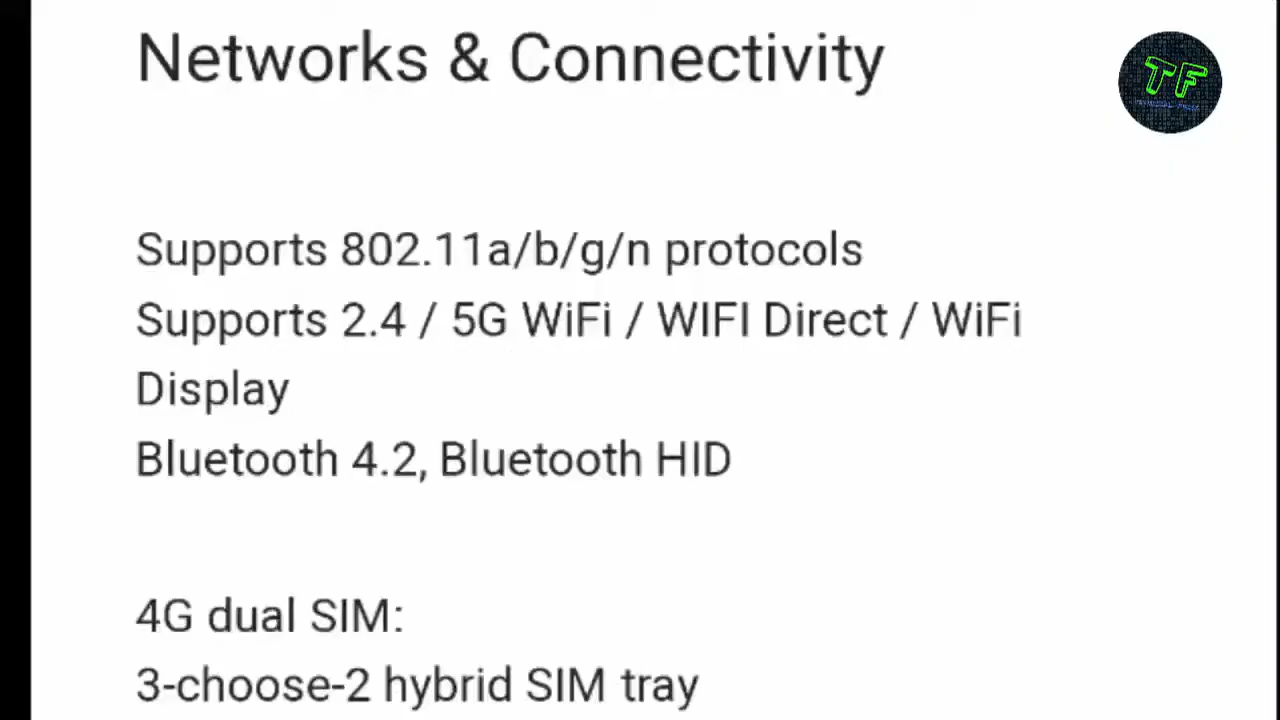 Networks & Connectivity
TF
Supports 802.11a/b/g/n protocols
Supports 2.4 / 5G WiFi / WIFI Direct / WiFi
Display
Bluetooth 4.2, Bluetooth HID
4G dual SIM:
3-choose-2 hybrid SIM tray